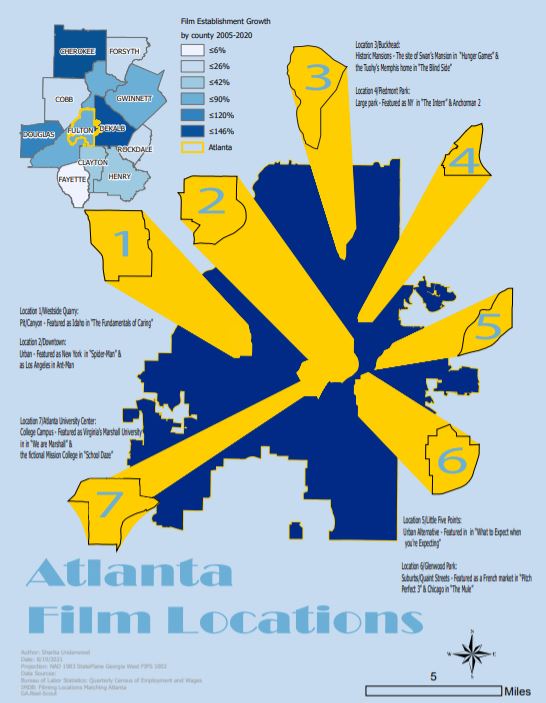 Film Establishment Growth
by county 2005-2020
≤6%
≤26%
≤42%
≤90%
≤120%
≤146%
Atlanta
CHEROKEE
FORSYTH
COBB
GWINNETT
DOUGLAS
FULTON
DEKALB
ROCKDALE
CLAYTON
FAYETTE
HENRY
Location 3/Buckhead:
Historic Mansions - The site of Swan's Mansion in "Hunger Games" &
the Tuohy's Memphis home in "The Blind Side"
Location 4/Piedmont Park:
Large park - Featured as NY in "The Intern" & Anchorman 2
3
4
2
1
5
6
7
Location 1/Westside Quarry:
Pit/Canyon - Featured as Idaho in "The Fundamentals of Caring"
Location 2/Downtown:
Urban - Featured as New York in "Spider-Man" &
as Los Angeles in Ant-Man
Location 7/Atlanta University Center:
College Campus - Featured as Virginia's Marshall University
in in "We are Marshall" &
the fictional Mission College in "School Daze"
Location 5/Little Five Points:
Urban Alternative - Featured in in "What to Expect when
you're Expecting"
Location 6/Glenwood Park:
Suburbs/Quaint Streets - Featured as a French market in "Pitch
Perfect 3" & Chicago in "The Mule"
Atlanta
Film Locations
Author: Sharita Underwood
Date: 8/19/2021
Projection: NAD 1983 StatePlane Georgia West FIPS 1002
Data Sources:
Bureau of Labor Statistics: Quarterly Census of Employment and Wages
IMDB: Filming Locations Matching Atlanta
GA.Reel-Scout
N
W
E
S
5
Miles